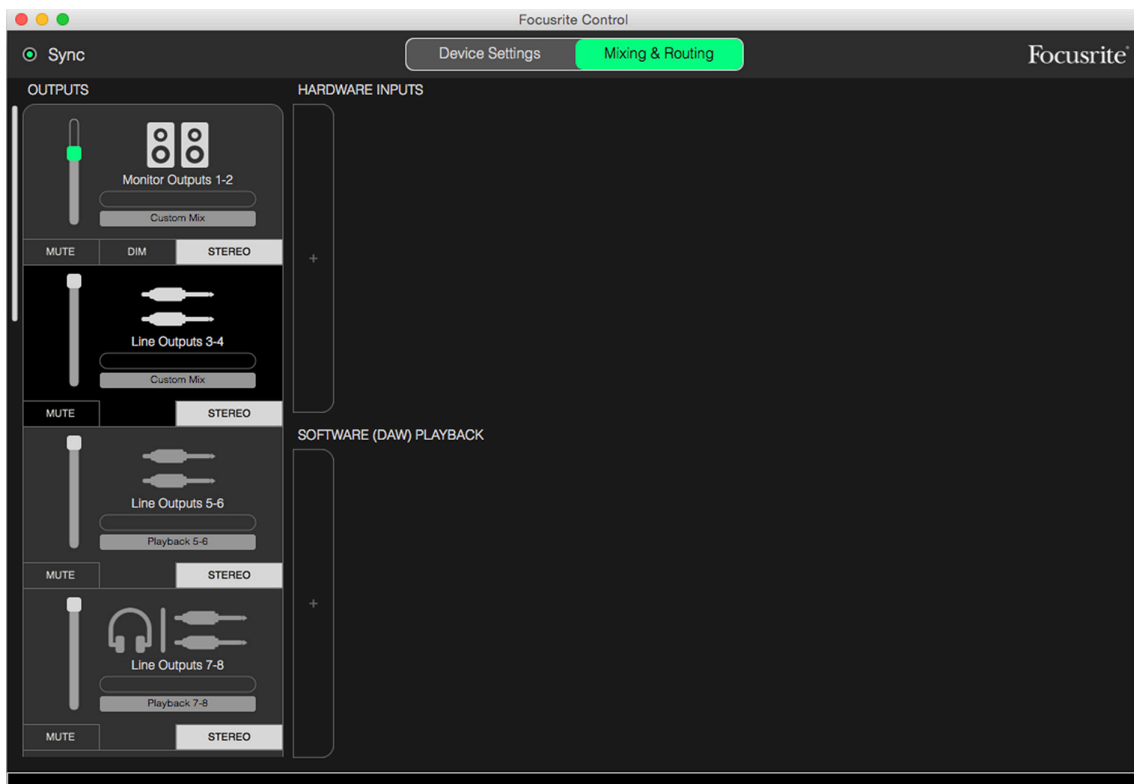 Focusrite Control
Sync
Device Settings
Mixing & Routing
Focusrite®
OUTPUTS
HARDWARE INPUTS
Monitor Outputs 1-2
Custom Mix
MUTE
DIM
STEREO
+
Line Outputs 3-4
Custom Mix
MUTE
STEREO
SOFTWARE (DAW) PLAYBACK
Line Outputs 5-6
Playback 5-6
MUTE
STEREO
+
Line Outputs 7-8
Playback 7-8
MUTE
STEREO